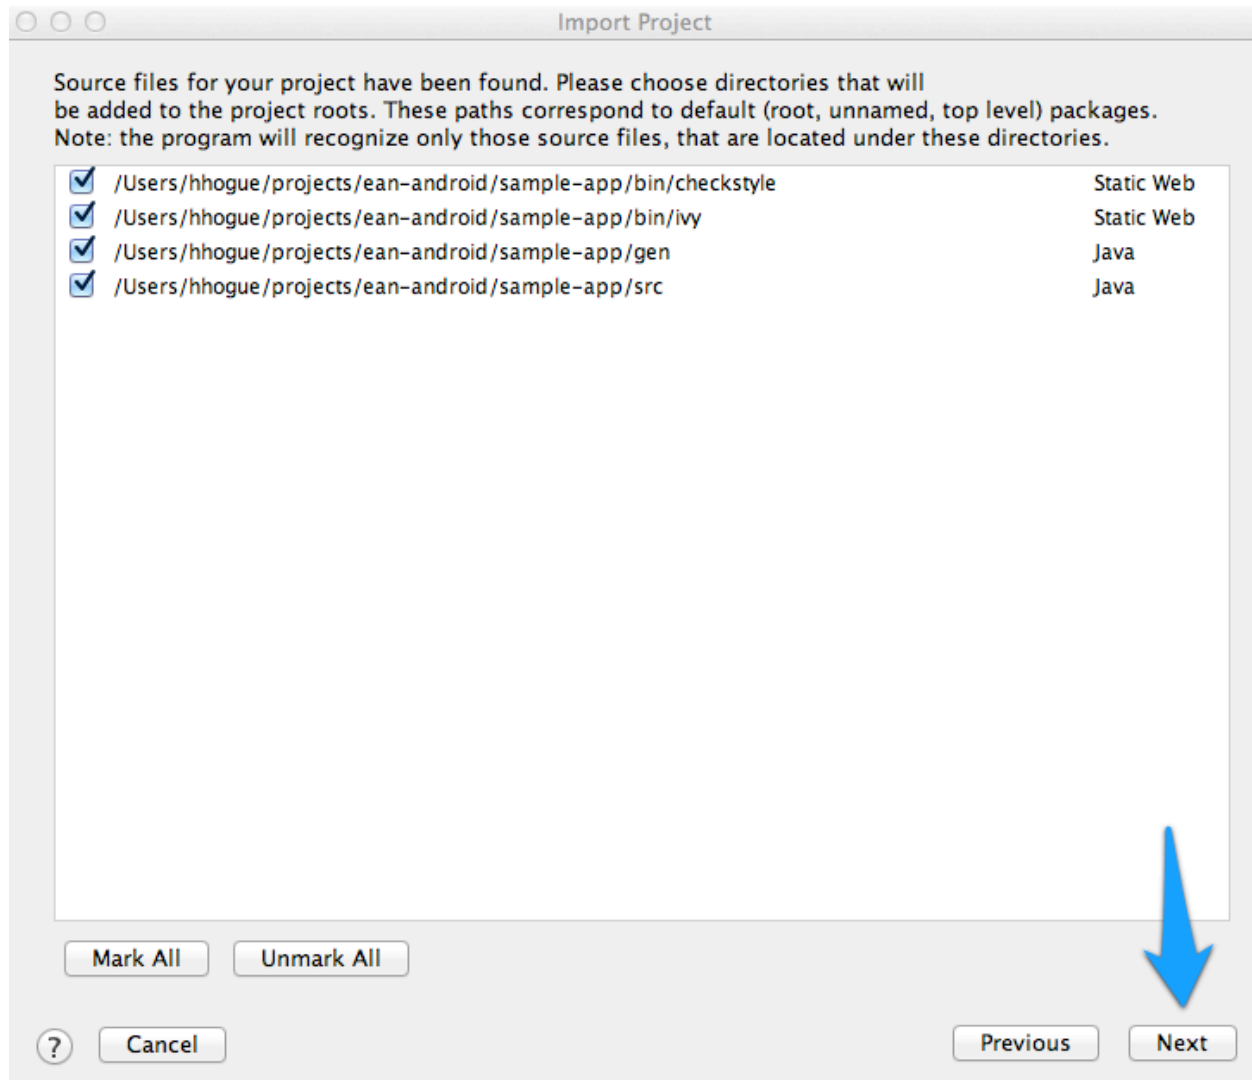 Import Project
Source files for your project have been found. Please choose directories that will
be added to the project roots. These paths correspond to default (root, unnamed, top level) packages.
Note: the program will recognize only those source files, that are located under these directories.
/Users/hhogue/projects/ean-android/sample-app/bin/checkstyle Static Web
/Users/hhogue/projects/ean-android/sample-app/bin/ivy Static Web
/Users/hhogue/projects/ean-android/sample-app/gen Java
/Users/hhogue/projects/ean-android/sample-app/src Java
Mark All Unmark All
? Cancel Previous Next